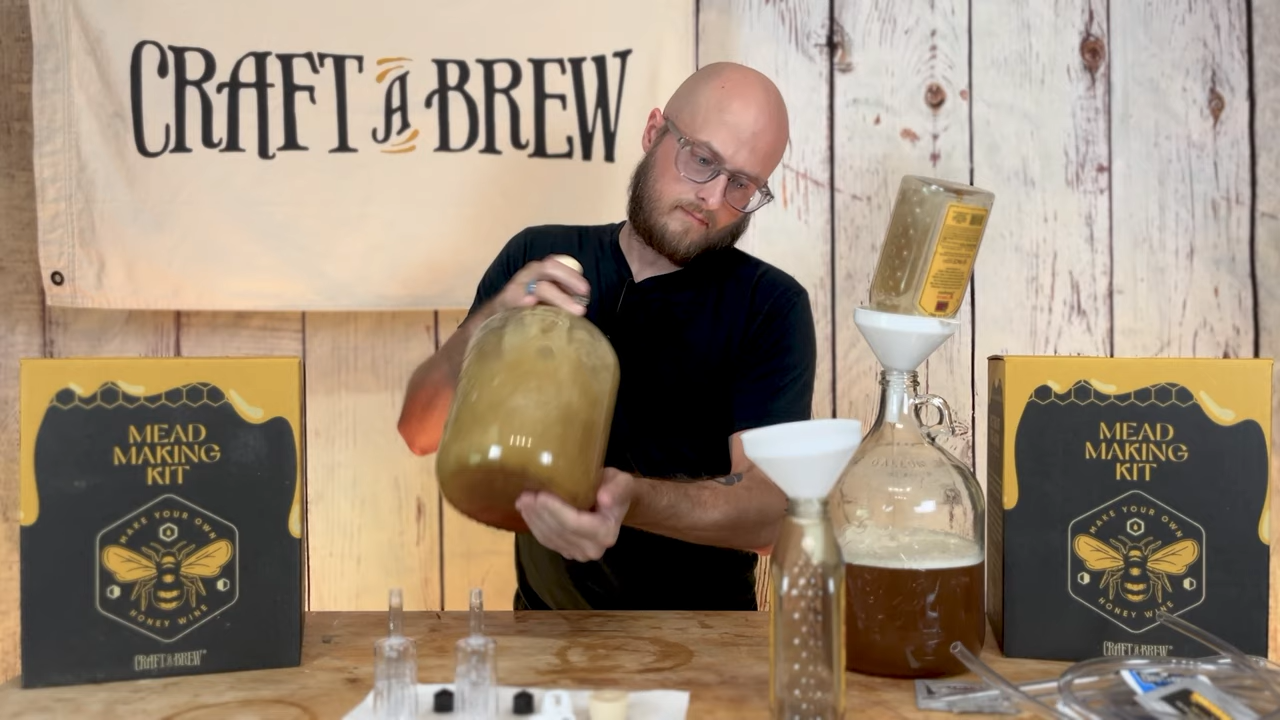 CRAFT A BREW
MEAD
MAKING
KIT
MAKE YOUR OWN
HONEY WINE
CRAFT A BREW
MEAD
MAKING
KIT
MAKE YOUR OWN
HONEY WINE
CRAFT A BREW